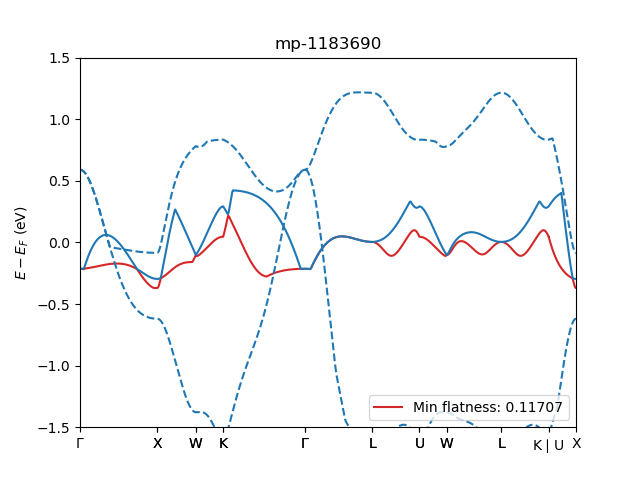 mp-1183690
E − E_F (eV)
1.5
1.0
0.5
0.0
−0.5
−1.0
−1.5
Min flatness: 0.11707
Γ X W K Γ L U W L K | U X